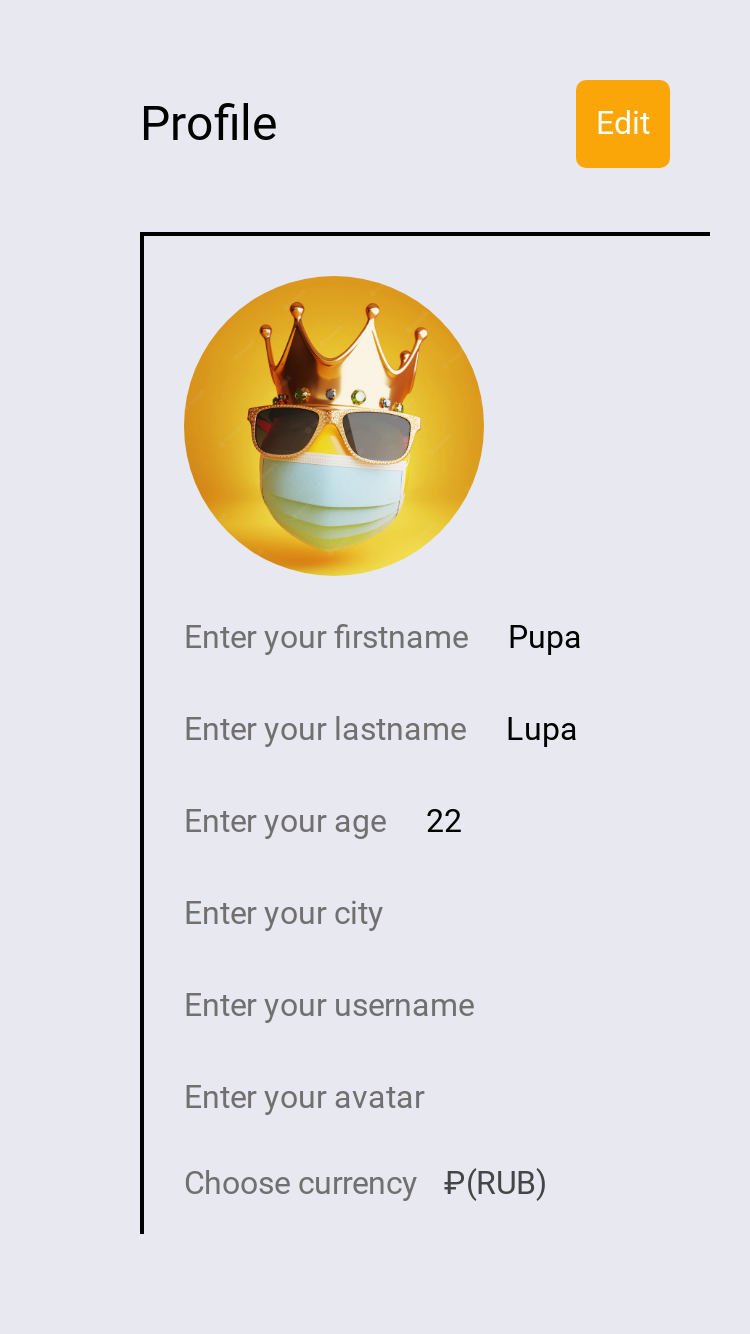 Profile
Edit
Enter your firstname Pupa
Enter your lastname Lupa
Enter your age 22
Enter your city
Enter your username
Enter your avatar
Choose currency ₽(RUB)